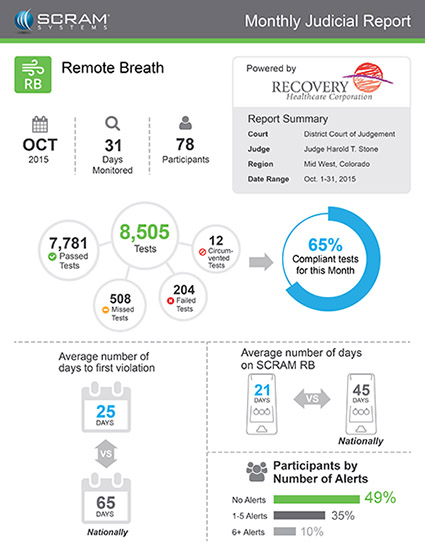 SCRAM®
SYSTEMS
Monthly Judicial Report
RB
Remote Breath
Powered by
RECOVERY
Healthcare Corporation
OCT
2015
31
Days
Monitored
78
Participants
Report Summary
Court District Court of Judgement
Judge Judge Harold T. Stone
Region Mid West, Colorado
Date Range Oct. 1-31, 2015
7,781
Passed
Tests
8,505
Tests
12
Circum-
vented
Tests
508
Missed
Tests
204
Failed
Tests
65%
Compliant tests
for this Month
Average number of
days to first violation
25
DAYS
VS
65
DAYS
Nationally
Average number of days
on SCRAM RB
21
DAYS
VS
45
DAYS
Nationally
Participants by
Number of Alerts
No Alerts 49%
1-5 Alerts 35%
6+ Alerts 10%